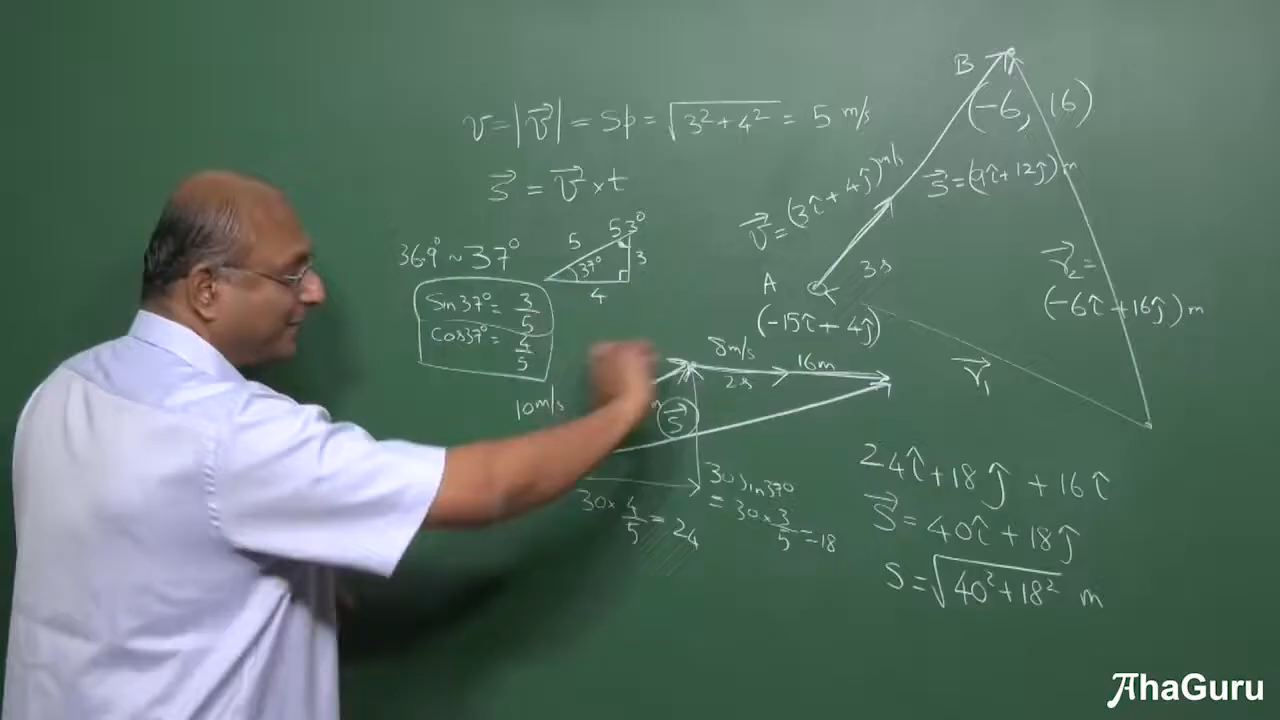 v = |v⃗| = Sp = √(3² + 4²) = 5 m/s
s⃗ = v⃗ × t
36.9° ~ 37°
5
53°
37°
3
4
Sin 37° = 3/5
Cos 37° = 4/5
10 m/s
8 m/s
2s
16 m
s⃗
30 × 4/5 = 24
30 Sin 37°
= 30 × 3/5 = 18
B
(-6, 16)
v⃗ = (3î + 4ĵ) m/s
s⃗ = (9î + 12ĵ) m
3s
A
(-15î + 4ĵ)
r⃗₂ =
(-6î + 16ĵ) m
r⃗₁
24î + 18ĵ + 16î
S⃗ = 40î + 18ĵ
S = √(40² + 18²) m
AhaGuru